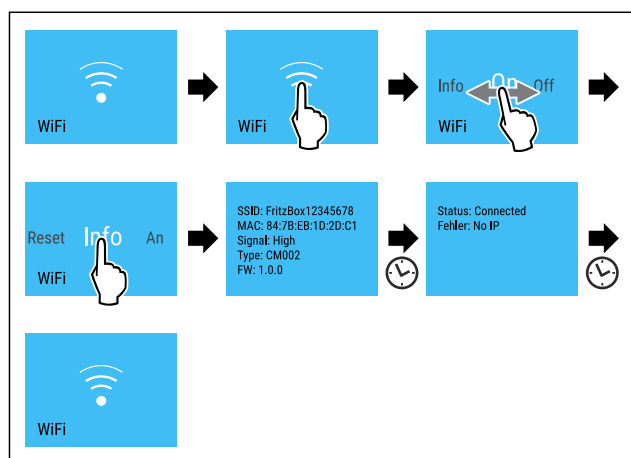 WiFi
WiFi
Info On Off
WiFi
Reset Info An
WiFi
SSID: FritzBox12345678
MAC: 84:7B:EB:1D:2D:C1
Signal: High
Type: CM002
FW: 1.0.0
Status: Connected
Fehler: No IP
WiFi